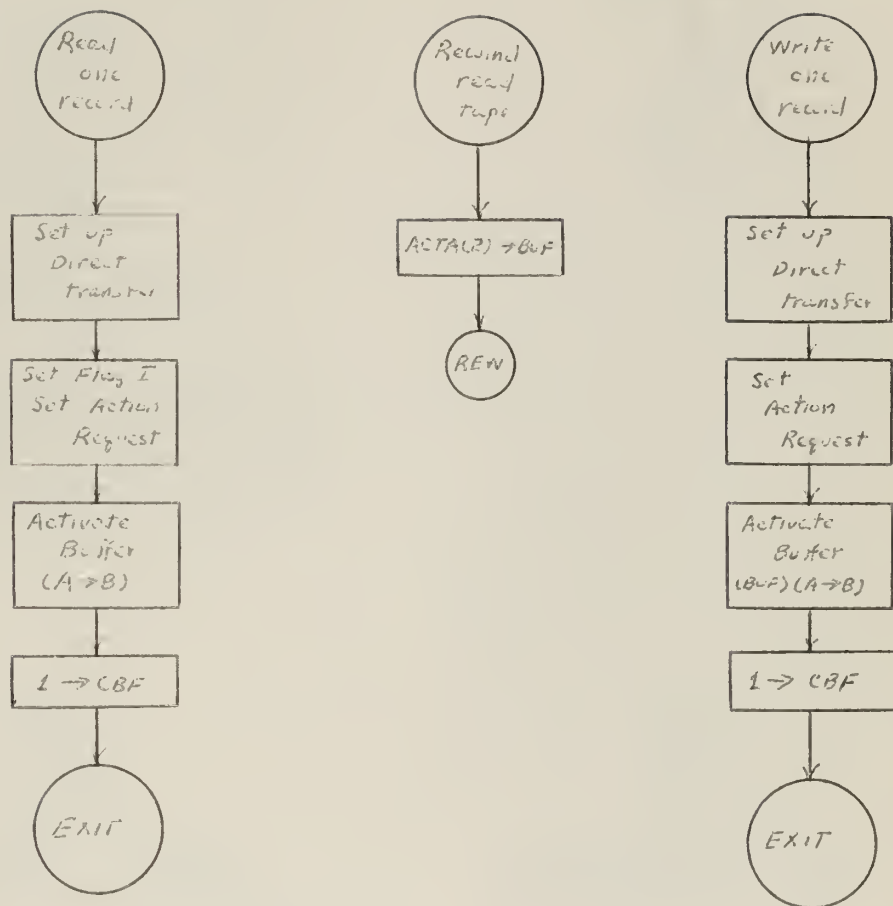 Read
one
record
Set up
Direct
transfer
Set Flag I
Set Action
Request
Activate
Buffer
(A→B)
1 → CBF
EXIT
Rewind
read
tape
ACTA(R) → BUF
REW
Write
one
record
Set up
Direct
transfer
Set
Action
Request
Activate
Buffer
(BUF) (A→B)
1 → CBF
EXIT